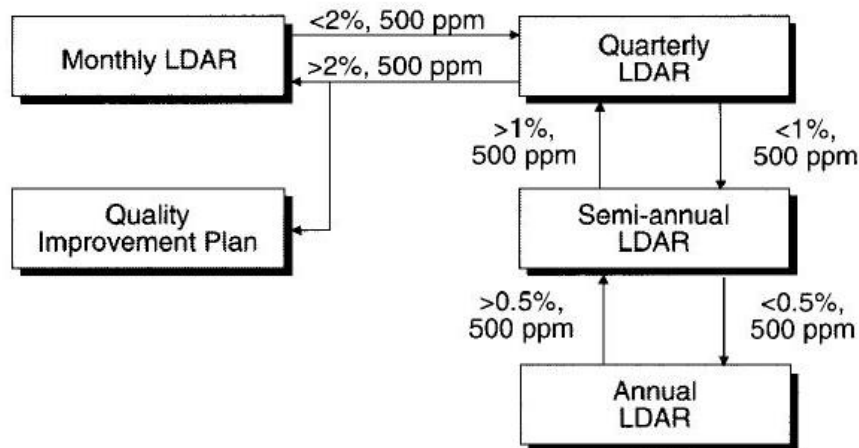 <2%, 500 ppm
Monthly LDAR
>2%, 500 ppm
Quarterly
LDAR
>1%,
500 ppm
<1%,
500 ppm
Quality
Improvement Plan
Semi-annual
LDAR
>0.5%,
500 ppm
<0.5%,
500 ppm
Annual
LDAR